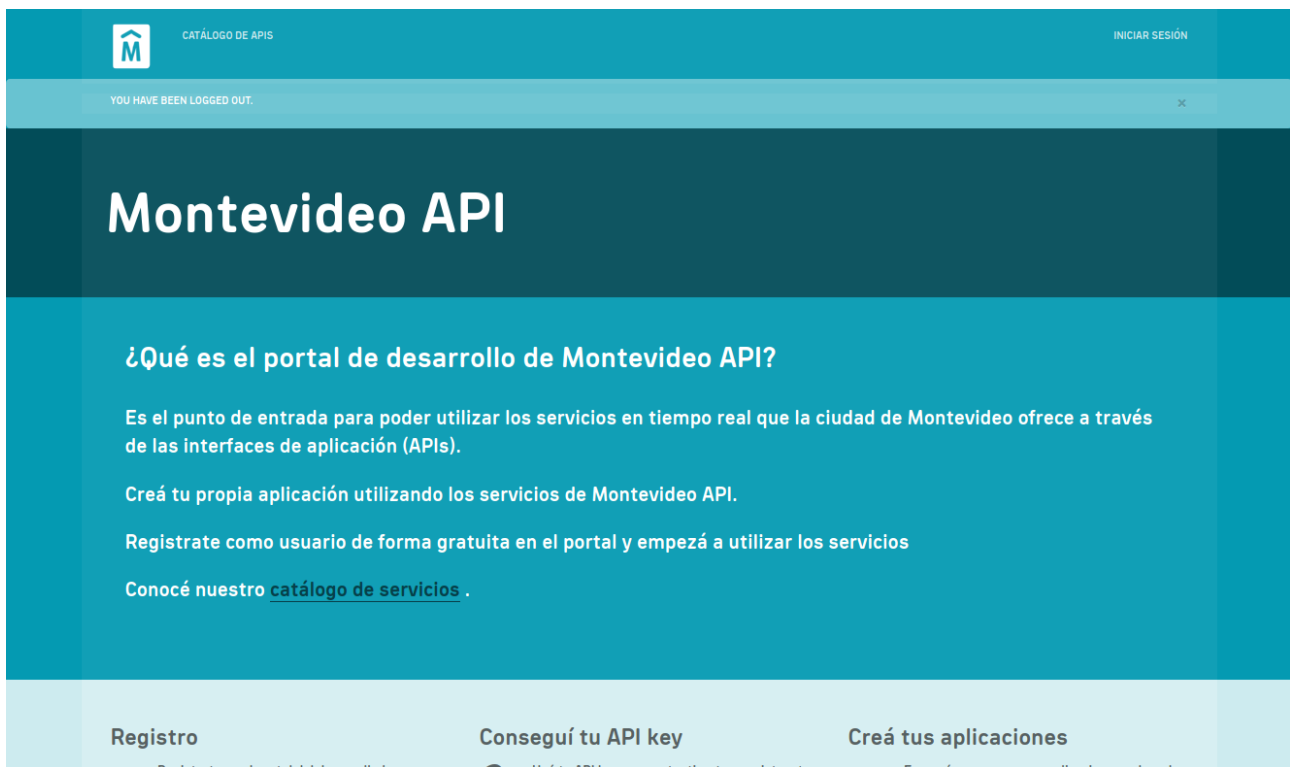 M
CATÁLOGO DE APIS
INICIAR SESIÓN
YOU HAVE BEEN LOGGED OUT.
×
Montevideo API
¿Qué es el portal de desarrollo de Montevideo API?
Es el punto de entrada para poder utilizar los servicios en tiempo real que la ciudad de Montevideo ofrece a través
de las interfaces de aplicación (APIs).
Creá tu propia aplicación utilizando los servicios de Montevideo API.
Registrate como usuario de forma gratuita en el portal y empezá a utilizar los servicios
Conocé nuestro catálogo de servicios .
Registro
Conseguí tu API key
Creá tus aplicaciones